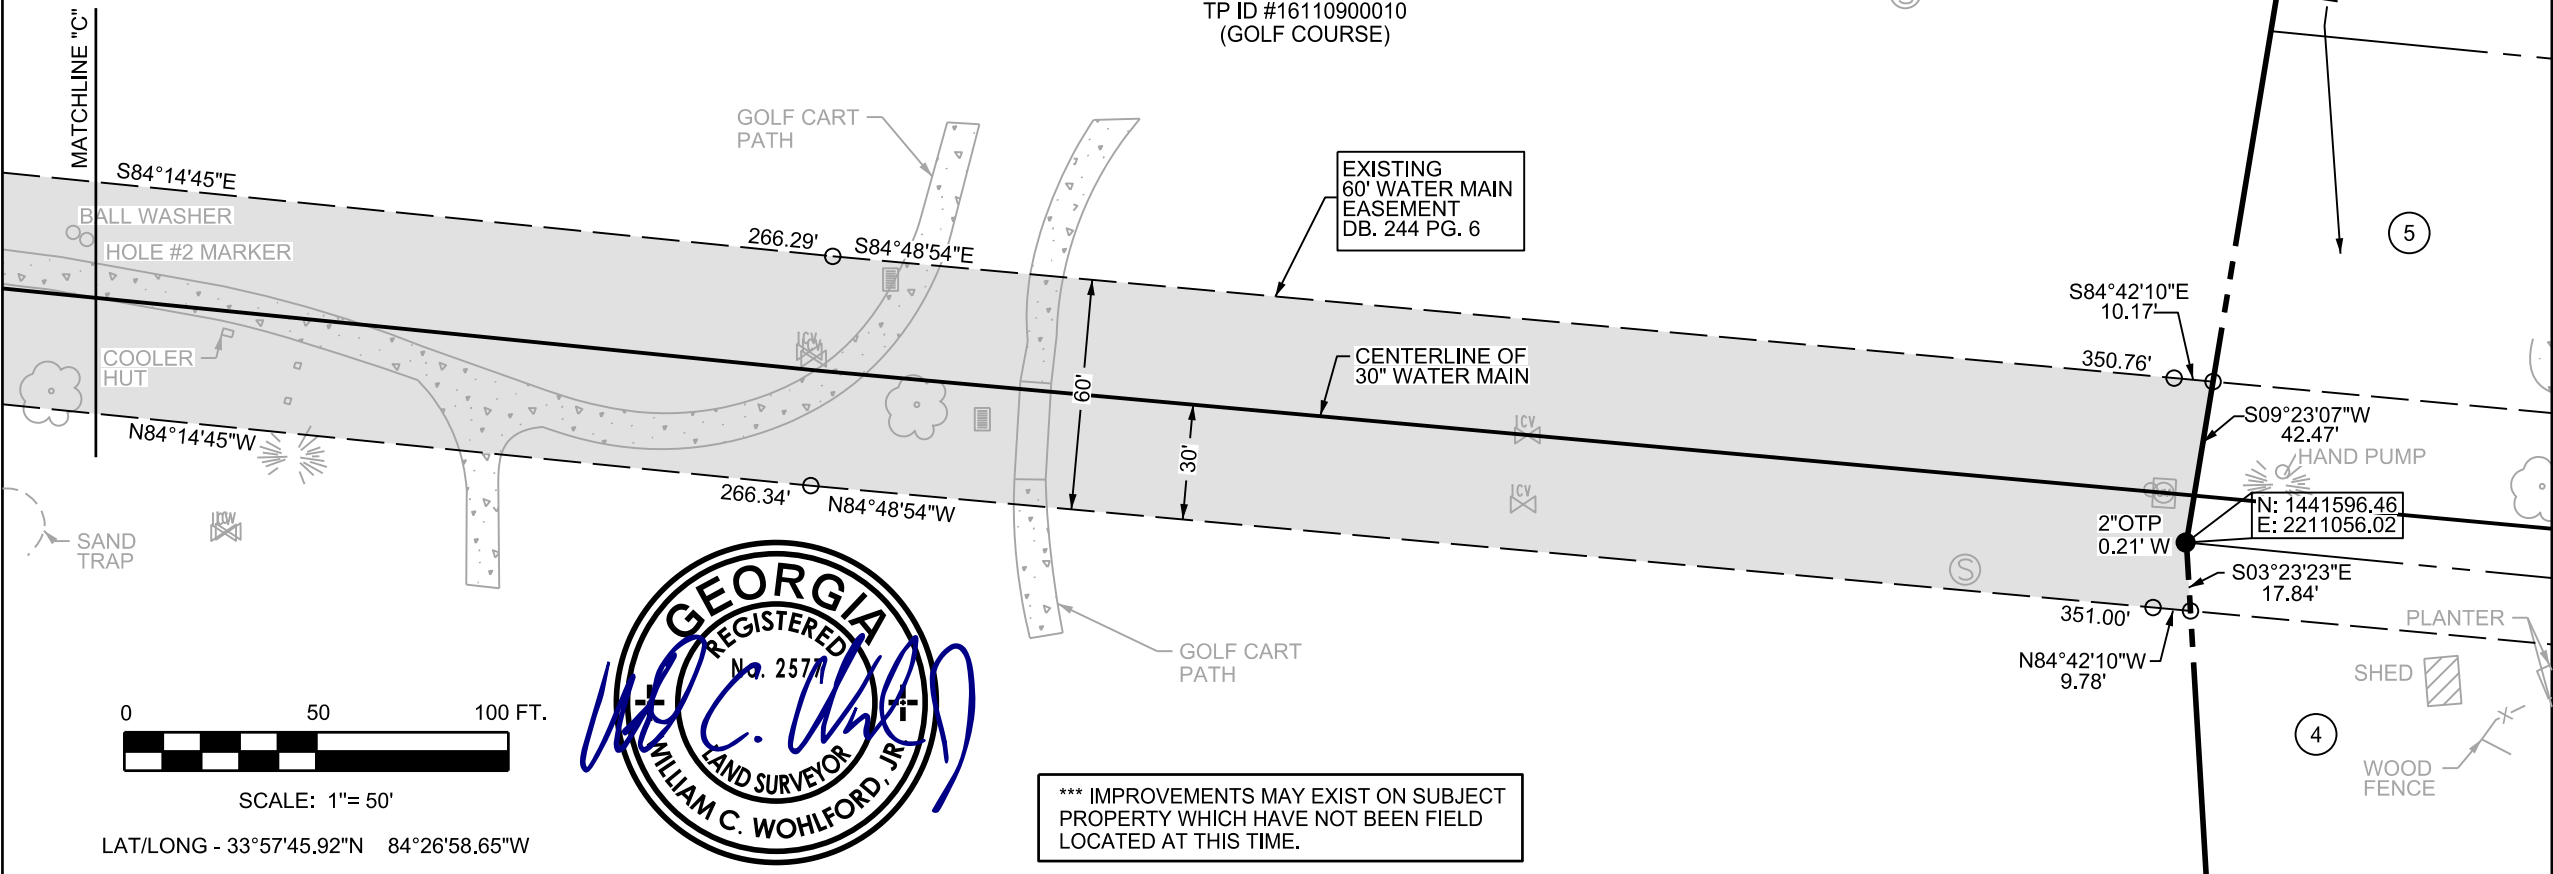 TP ID #16110900010
(GOLF COURSE)
MATCHLINE "C"
GOLF CART
PATH
S84°14'45"E
BALL WASHER
HOLE #2 MARKER
266.29'
S84°48'54"E
EXISTING
60' WATER MAIN
EASEMENT
DB. 244 PG. 6
5
S84°42'10"E
10.17'
350.76'
COOLER
HUT
ICV
60'
CENTERLINE OF
30" WATER MAIN
S09°23'07"W
42.47'
HAND PUMP
N84°14'45"W
30'
ICV
ICV
266.34'
N84°48'54"W
N: 1441596.46
E: 2211056.02
2"OTP
0.21' W
SAND
TRAP
S
S03°23'23"E
17.84'
351.00'
N84°42'10"W
9.78'
PLANTER
SHED
GOLF CART
PATH
4
WOOD
FENCE
X
GEORGIA
REGISTERED
No. 2577
LAND SURVEYOR
WILLIAM C. WOHLFORD, JR.
0 50 100 FT.
SCALE: 1"= 50'
LAT/LONG - 33°57'45.92"N 84°26'58.65"W
*** IMPROVEMENTS MAY EXIST ON SUBJECT
PROPERTY WHICH HAVE NOT BEEN FIELD
LOCATED AT THIS TIME.